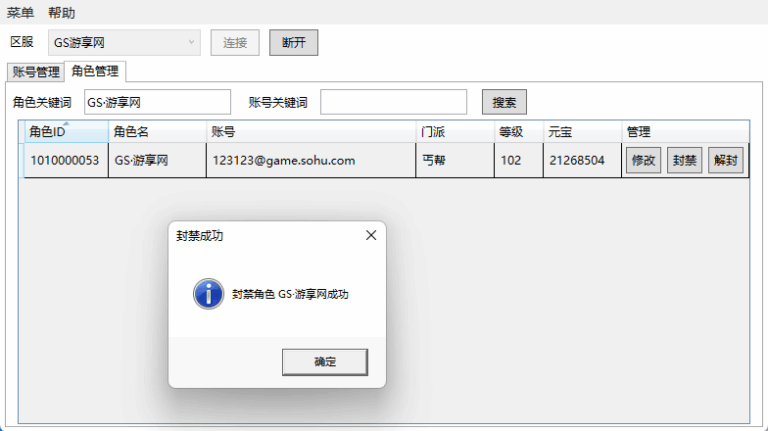 菜单 帮助
区服 GS游享网 连接 断开
账号管理 角色管理
角色关键词 GS·游享网 账号关键词 搜索
角色ID 角色名 账号 门派 等级 元宝 管理
1010000053 GS·游享网 123123@game.sohu.com 丐帮 102 21268504 修改 封禁 解封
封禁成功
封禁角色 GS·游享网成功
确定